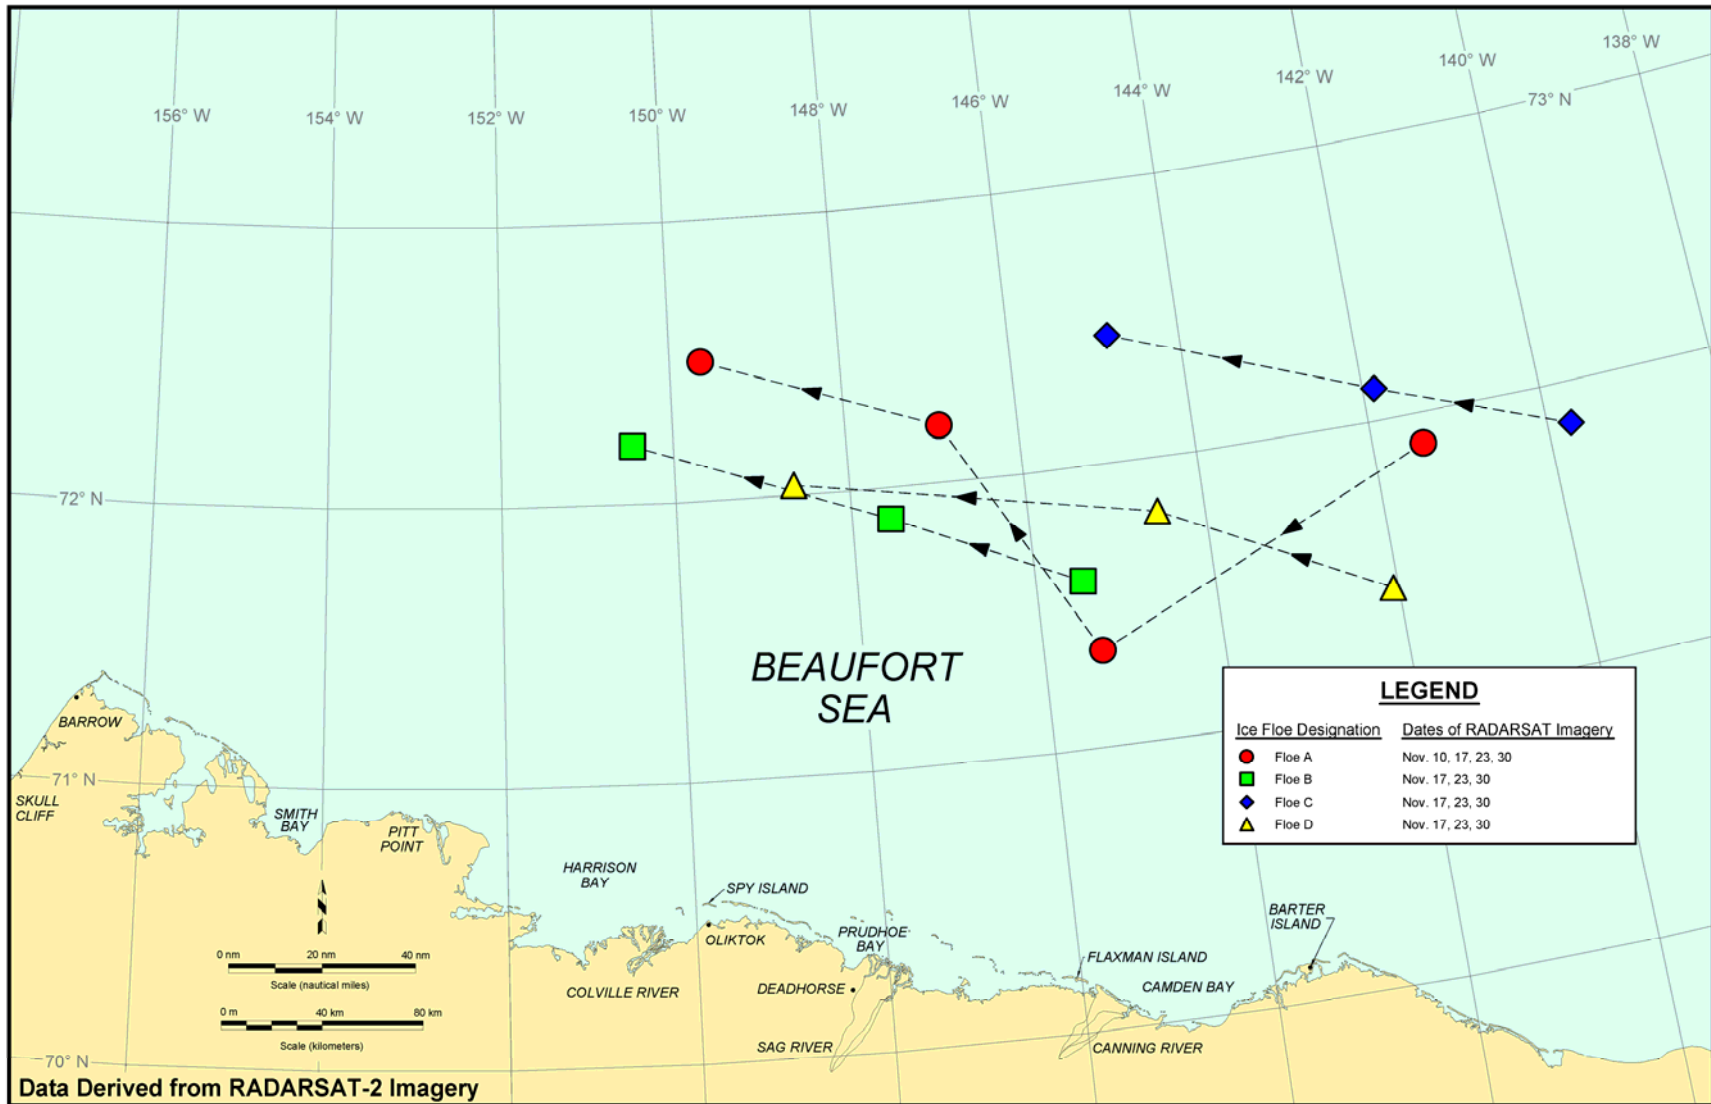 138° W
140° W
142° W
144° W
146° W
148° W
150° W
152° W
154° W
156° W
73° N
72° N
71° N
70° N
BEAUFORT
SEA
BARROW
SKULL
CLIFF
SMITH
BAY
PITT
POINT
HARRISON
BAY
SPY ISLAND
OLIKTOK
PRUDHOE
BAY
COLVILLE RIVER
DEADHORSE
SAG RIVER
FLAXMAN ISLAND
CAMDEN BAY
BARTER
ISLAND
CANNING RIVER
LEGEND
Ice Floe Designation Dates of RADARSAT Imagery
Floe A Nov. 10, 17, 23, 30
Floe B Nov. 17, 23, 30
Floe C Nov. 17, 23, 30
Floe D Nov. 17, 23, 30
0 nm 20 nm 40 nm
Scale (nautical miles)
0 m 40 km 80 km
Scale (kilometers)
Data Derived from RADARSAT-2 Imagery